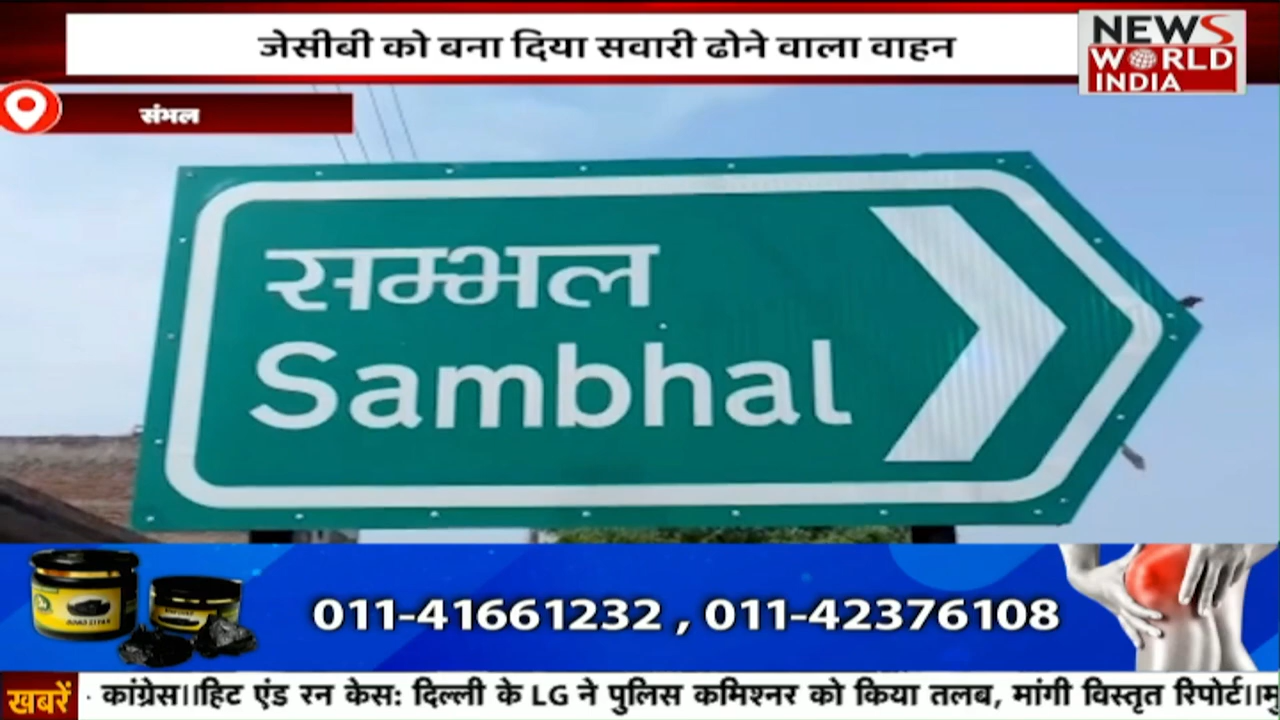 जेसीबी को बना दिया सवारी ढोने वाला वाहन
NEWS
WORLD
INDIA
संभल
सम्भल
Sambhal
011-41661232 , 011-42376108
खबरें
· कांग्रेस||हिट एंड रन केस: दिल्ली के LG ने पुलिस कमिश्नर को किया तलब, मांगी विस्तृत रिपोर्ट||मु